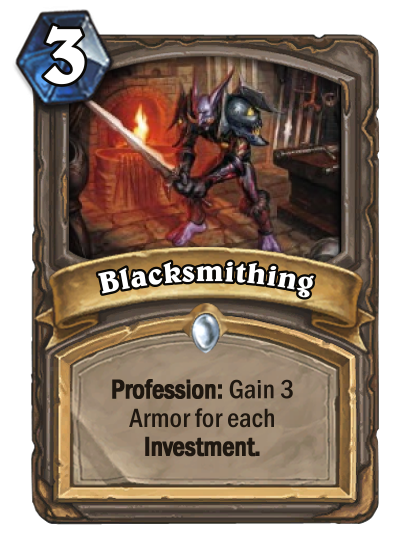 3
Blacksmithing
Profession: Gain 3
Armor for each
Investment.